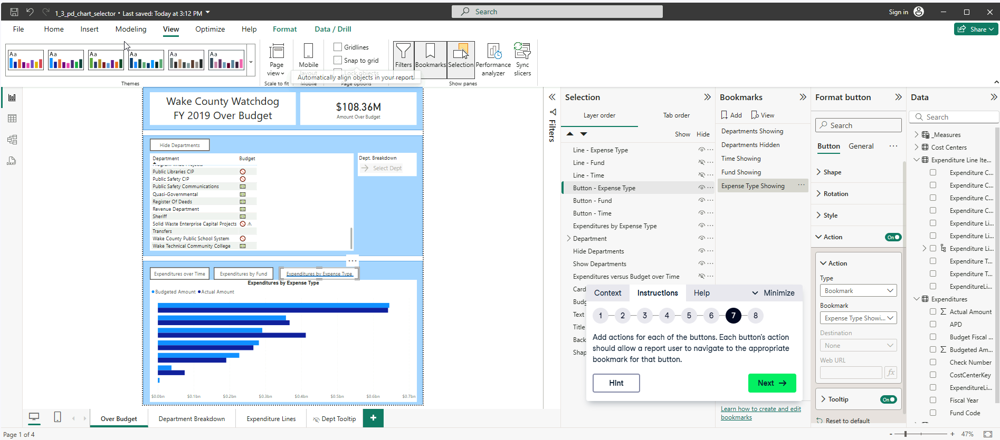 1_3_pd_chart_selector • Last saved: Today at 3:12 PM
Search
Sign in
File
Home
Insert
Modeling
View
Optimize
Help
Format
Data / Drill
Share
Aa
Aa
Aa
Aa
Aa
Aa
Themes
Page view
Scale to fit
Mobile layout
Mobile
Gridlines
Snap to grid
Lock objects
Automatically align objects in your report.
Page options
Filters
Bookmarks
Selection
Performance analyzer
Sync slicers
Show panes
DAX
Wake County Watchdog
FY 2019 Over Budget
$108.36M
Amount Over Budget
Hide Departments
Department Budget
Program Wide Projects
Public Libraries CIP
Public Safety CIP
Public Safety Communications
Quasi-Governmental
Register Of Deeds
Revenue Department
Sheriff
Solid Waste Enterprise Capital Projects
Transfers
Wake County Public School System
Wake Technical Community College
Dept. Breakdown
Select Dept
Expenditures over Time
Expenditures by Fund
Expenditures by Expense Type
Expenditures by Expense Type
Budgeted Amount Actual Amount
$0.0bn $0.1bn $0.2bn $0.3bn $0.4bn $0.5bn $0.6bn $0.7bn
Over Budget
Department Breakdown
Expenditure Lines
Dept Tooltip
+
Page 1 of 4
Filters
Selection
Layer order
Tab order
Show
Hide
Line - Expense Type
Line - Fund
Line - Time
Button - Expense Type
Button - Fund
Button - Time
Expenditures by Expense Type
Department
Hide Departments
Show Departments
Expenditures versus Budget over Time
Card
Budg
Text
Title
Back
Shap
Bookmarks
Add
View
Departments Showing
Departments Hidden
Time Showing
Fund Showing
Expense Type Showing
Context
Instructions
Help
Minimize
1 2 3 4 5 6 7 8
Add actions for each of the buttons. Each button's action
should allow a report user to navigate to the appropriate
bookmark for that button.
Hint
Next
Learn how to create and edit
bookmarks
Format button
Search
Button
General
Shape
Rotation
Style
Action
On
Action
Type
Bookmark
Bookmark
Expense Type Showi...
Destination
None
Web URL
fx
Tooltip
On
Reset to default
Data
Search
_Measures
Cost Centers
Expenditure Line Ite...
Expenditure C...
Expenditure C...
Expenditure C...
Expenditure C...
Expenditure Li...
Expenditure Li...
Expenditure Li...
Expenditure T...
Expenditure T...
ExpenditureLi...
Expenditures
Actual Amount
APD
Budget Fiscal ...
Budgeted Am...
Check Number
CostCenterKey
ExpenditureLi...
Fiscal Year
Fund Code
- + 47%